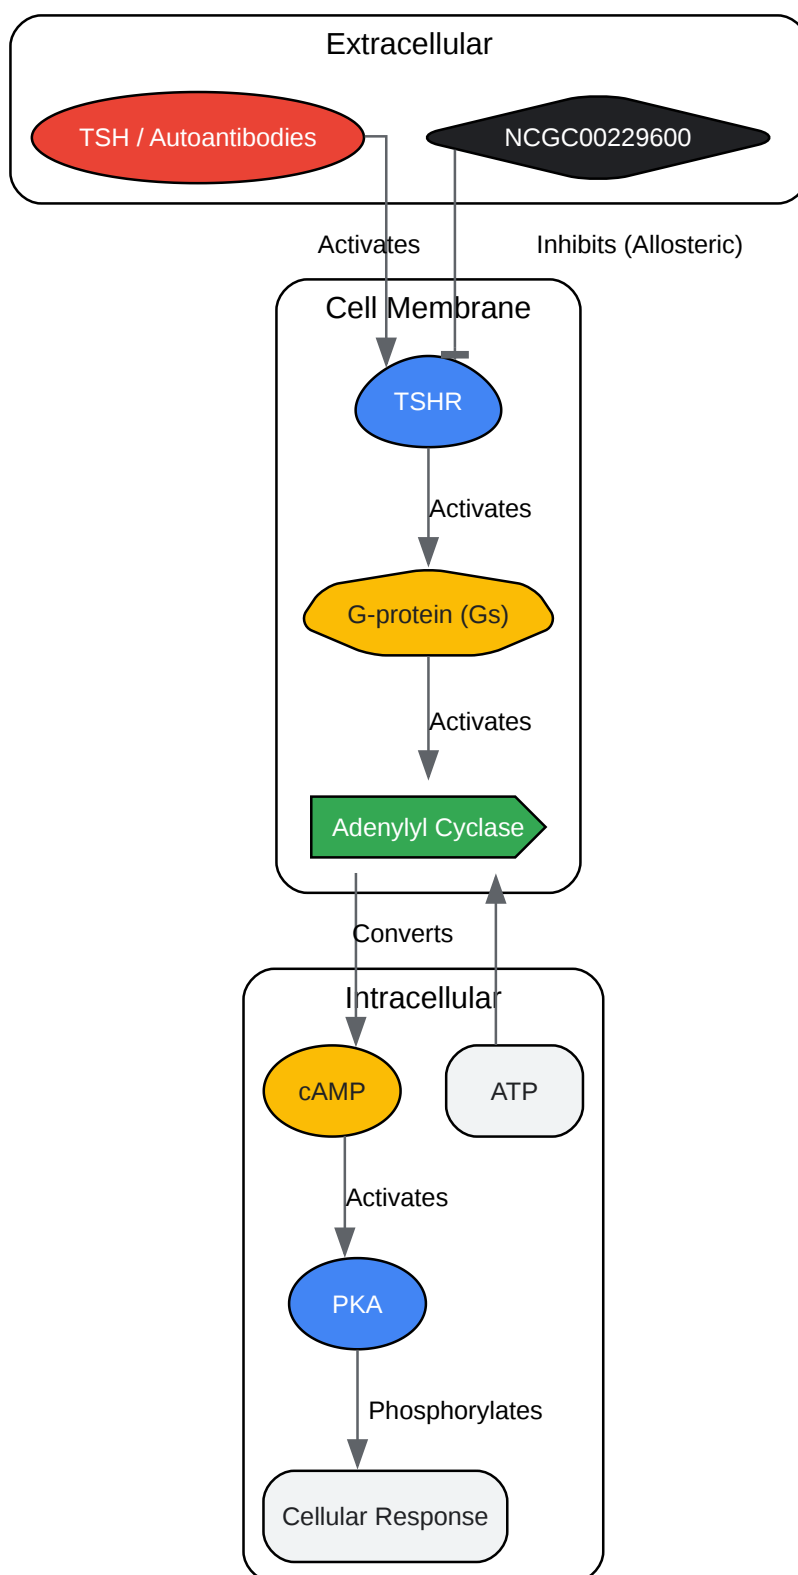 Extracellular
TSH / Autoantibodies
NCGC00229600
Activates
Inhibits (Allosteric)
Cell Membrane
TSHR
Activates
G-protein (Gs)
Activates
Adenylyl Cyclase
Converts
Intracellular
cAMP
ATP
Activates
PKA
Phosphorylates
Cellular Response